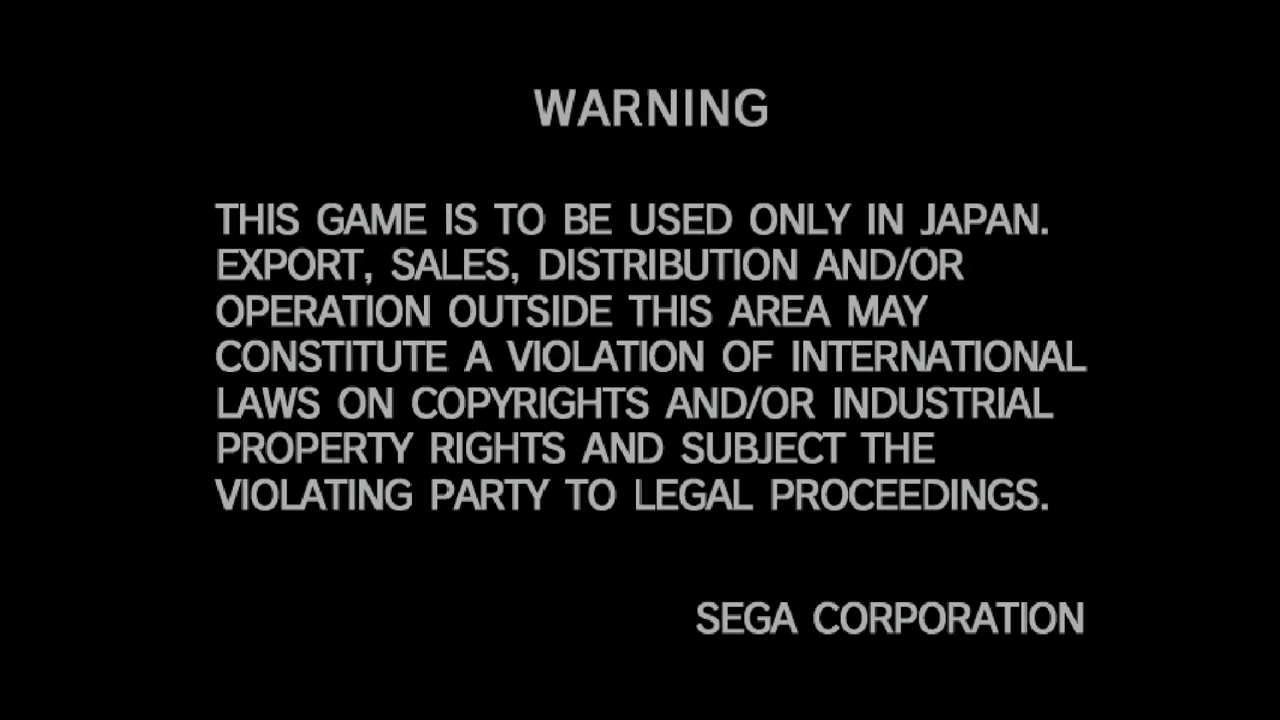 WARNING
THIS GAME IS TO BE USED ONLY IN JAPAN.
EXPORT, SALES, DISTRIBUTION AND/OR
OPERATION OUTSIDE THIS AREA MAY
CONSTITUTE A VIOLATION OF INTERNATIONAL
LAWS ON COPYRIGHTS AND/OR INDUSTRIAL
PROPERTY RIGHTS AND SUBJECT THE
VIOLATING PARTY TO LEGAL PROCEEDINGS.
SEGA CORPORATION